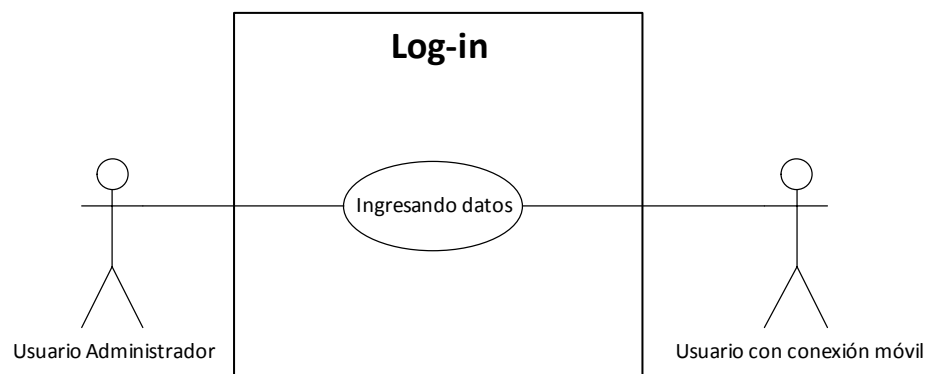 Log-in
Ingresando datos
Usuario Administrador
Usuario con conexión móvil